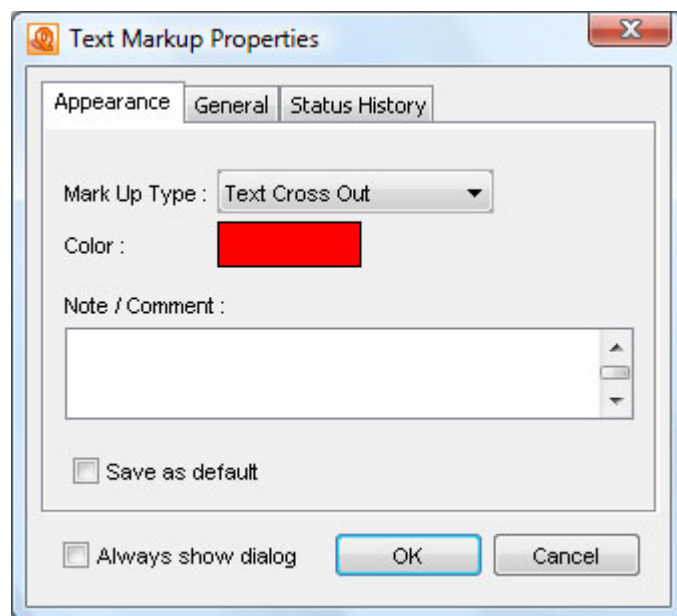 Text Markup Properties
Appearance General Status History
Mark Up Type : Text Cross Out
Color :
Note / Comment :
Save as default
Always show dialog OK Cancel